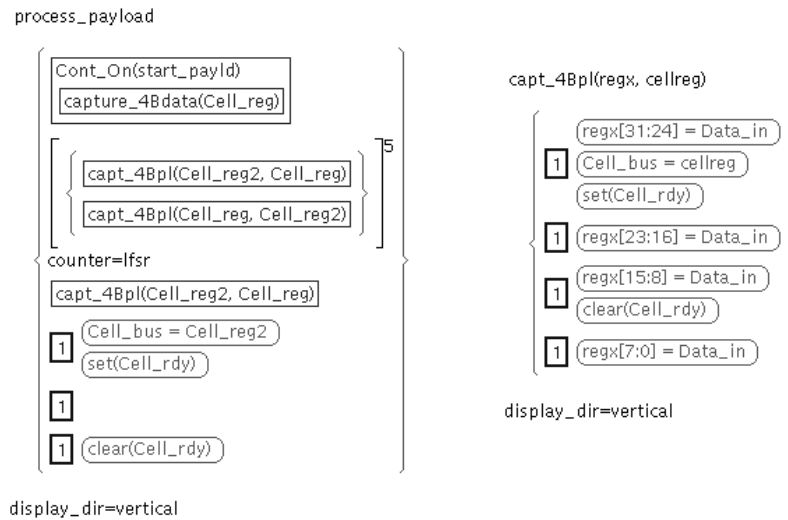 process_payload
Cont_On(start_payld)
capture_4Bdata(Cell_reg)
5
capt_4Bpl(Cell_reg2, Cell_reg)
capt_4Bpl(Cell_reg, Cell_reg2)
counter=lfsr
capt_4Bpl(Cell_reg2, Cell_reg)
1 Cell_bus = Cell_reg2
set(Cell_rdy)
1
1 clear(Cell_rdy)
display_dir=vertical
capt_4Bpl(regx, cellreg)
regx[31:24] = Data_in
1 Cell_bus = cellreg
set(Cell_rdy)
1 regx[23:16] = Data_in
1 regx[15:8] = Data_in
clear(Cell_rdy)
1 regx[7:0] = Data_in
display_dir=vertical